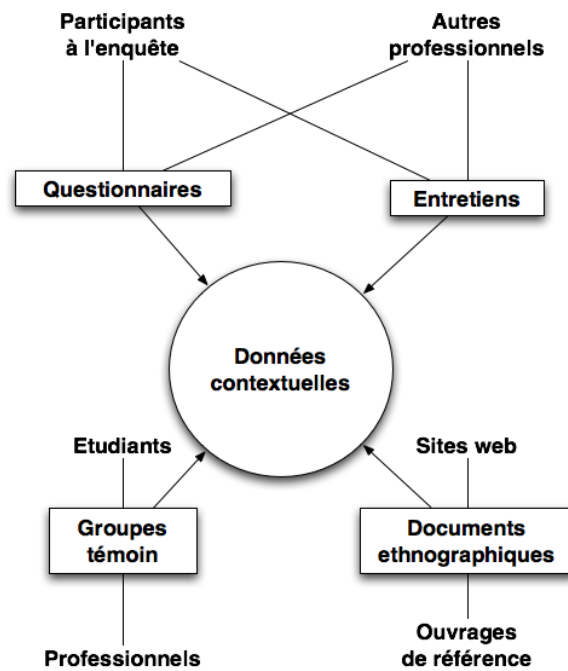 Participants
à l'enquête
Autres
professionnels
Questionnaires
Entretiens
Données
contextuelles
Etudiants
Sites web
Groupes
témoin
Documents
ethnographiques
Professionnels
Ouvrages
de référence